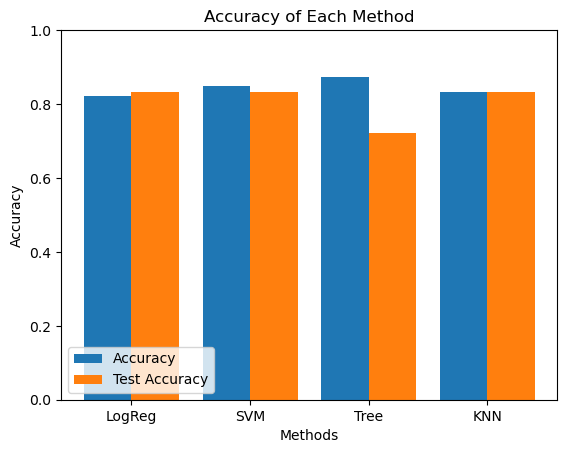 Accuracy of Each Method
1.0
0.8
0.6
0.4
0.2
0.0
Accuracy
Accuracy
Test Accuracy
LogReg SVM Tree KNN
Methods